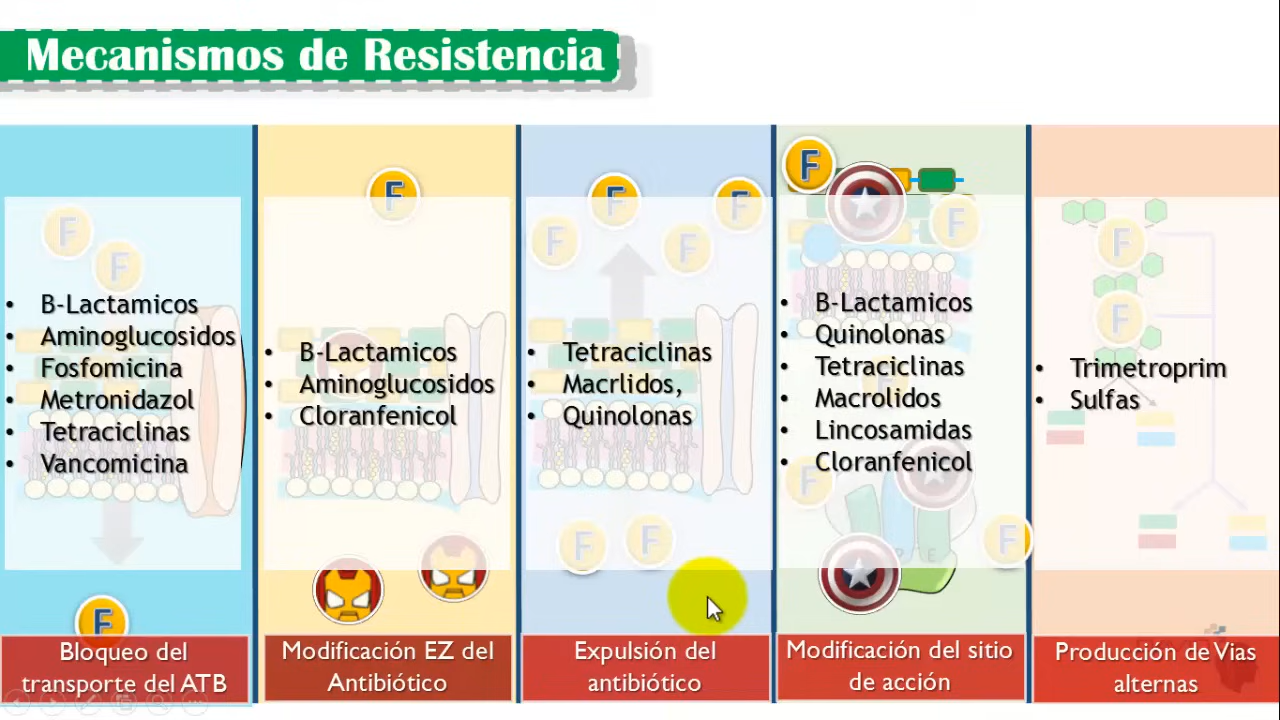 Mecanismos de Resistencia
F
F
F
• B-Lactamicos
• Aminoglucosidos
• Fosfomicina
• Metronidazol
• Tetraciclinas
• Vancomicina
F
Bloqueo del
transporte del ATB
F
• B-Lactamicos
• Aminoglucosidos
• Cloranfenicol
Modificación EZ del
Antibiótico
F
F
F
F
• Tetraciclinas
• Macrlidos,
• Quinolonas
F
F
Expulsión del
antibiótico
F
F
• B-Lactamicos
• Quinolonas
• Tetraciclinas
• Macrolidos
• Lincosamidas
• Cloranfenicol
F
F
Modificación del sitio
de acción
F
F
• Trimetroprim
• Sulfas
Producción de Vias
alternas